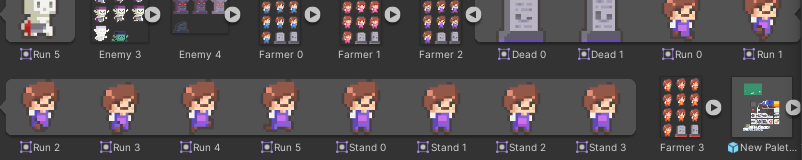 Run 5 Enemy 3 Enemy 4 Farmer 0 Farmer 1 Farmer 2 Dead 0 Dead 1 Run 0 Run 1
Run 2 Run 3 Run 4 Run 5 Stand 0 Stand 1 Stand 2 Stand 3 Farmer 3 New Palet...